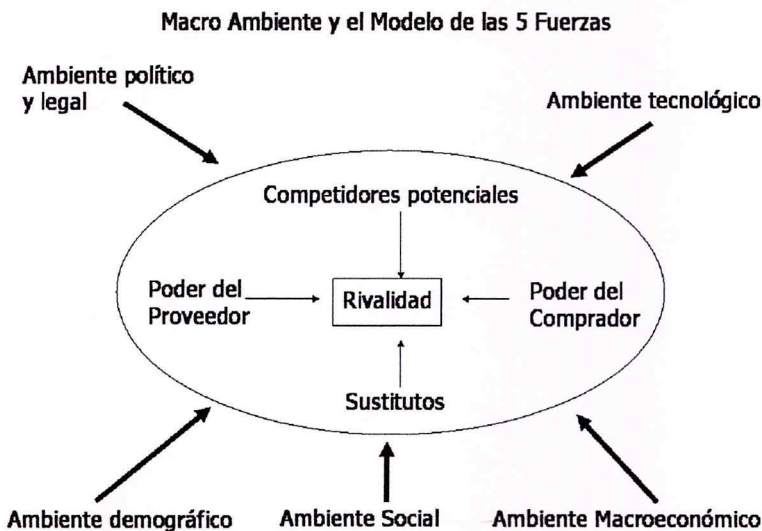 Macro Ambiente y el Modelo de las 5 Fuerzas
Ambiente político
y legal
Ambiente tecnológico
Competidores potenciales
Poder del
Proveedor
Rivalidad
Poder del
Comprador
Sustitutos
Ambiente demográfico
Ambiente Social
Ambiente Macroeconómico